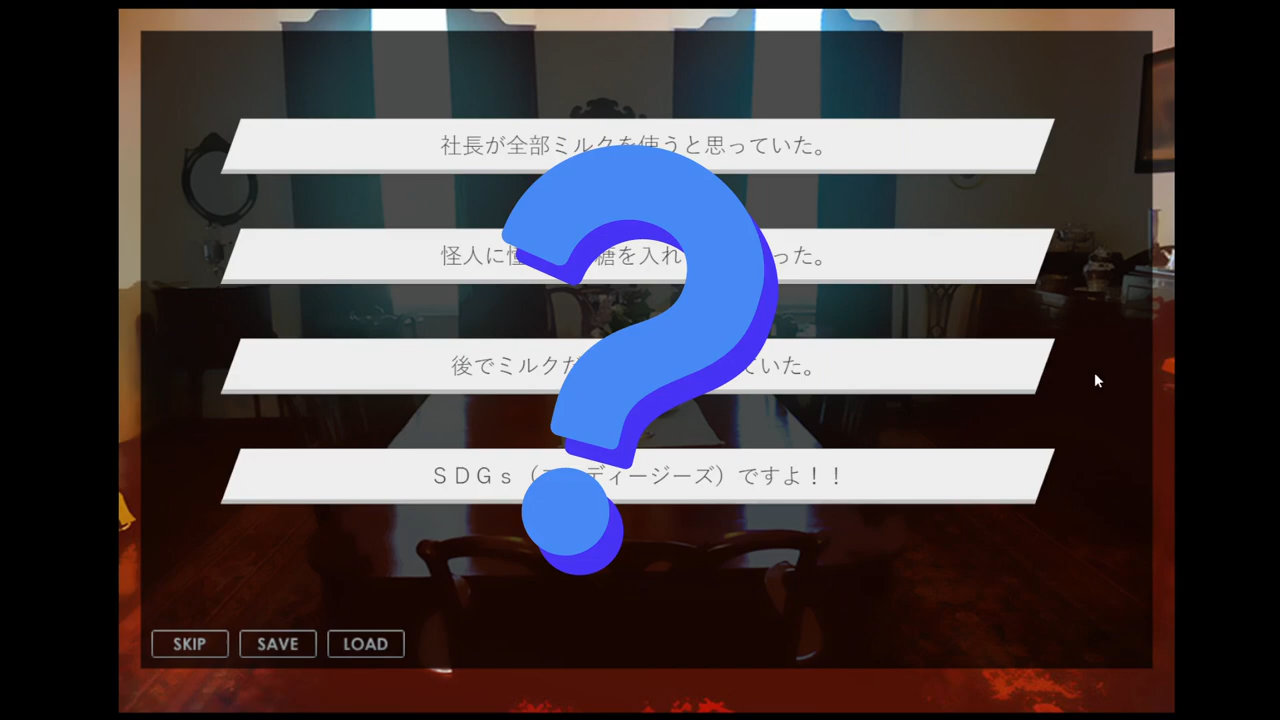 社長が全部ミルクを使うと思っていた。
怪人に 糖を入れ った。
後でミルクだ ていた。
ＳＤＧｓ（ ディージーズ）ですよ！！
SKIP SAVE LOAD